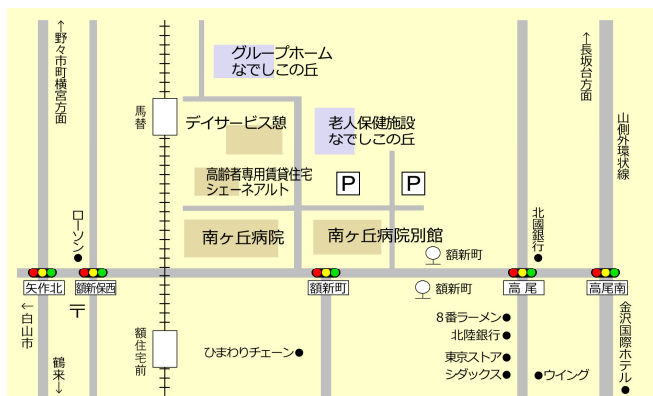 ↑野々市町横宮方面
グループホーム
なでしこの丘
↑長坂台方面
馬替
デイサービス憩
老人保健施設
なでしこの丘
山側外環状線
高齢者専用賃貸住宅
シェーネアルト
P
P
ローソン
南ヶ丘病院
南ヶ丘病院別館
北國銀行
額新町
矢作北
額新保西
額新町
額新町
高尾
高尾南
←白山市
〒
額住宅前
金沢国際ホテル
8番ラーメン
北陸銀行
ひまわりチェーン
東京ストア
鶴来→
シダックス
ウイング